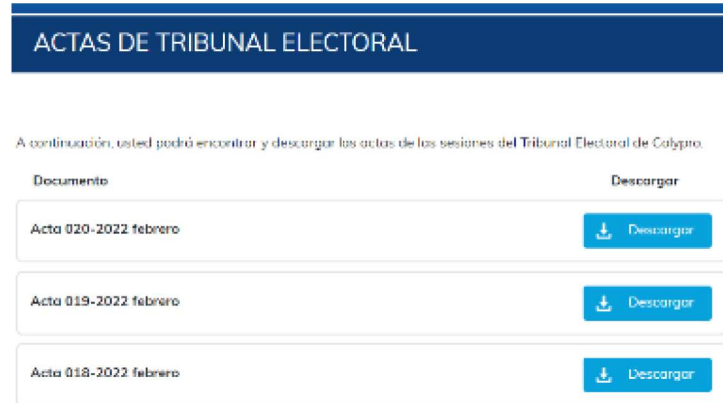 ACTAS DE TRIBUNAL ELECTORAL
A continuación, usted podrá encontrar y descargar las actas de las sesiones del Tribunal Electoral de Colypro.
Documento Descargar
Acta 020-2022 febrero Descargar
Acta 019-2022 febrero Descargar
Acta 018-2022 febrero Descargar